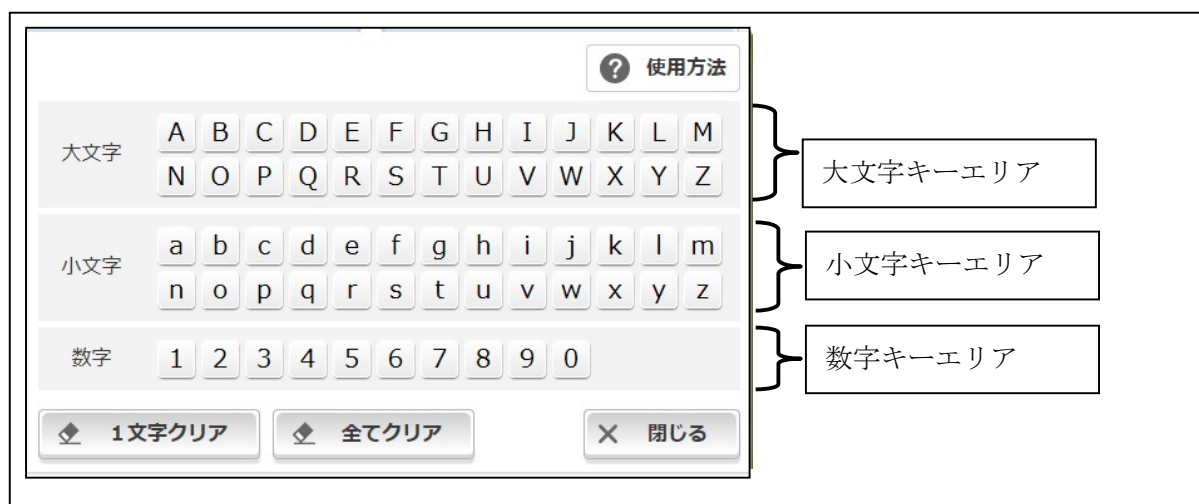 使用方法
大文字
A B C D E F G H I J K L M
N O P Q R S T U V W X Y Z
大文字キーエリア
小文字
a b c d e f g h i j k l m
n o p q r s t u v w x y z
小文字キーエリア
数字
1 2 3 4 5 6 7 8 9 0
数字キーエリア
1文字クリア
全てクリア
閉じる